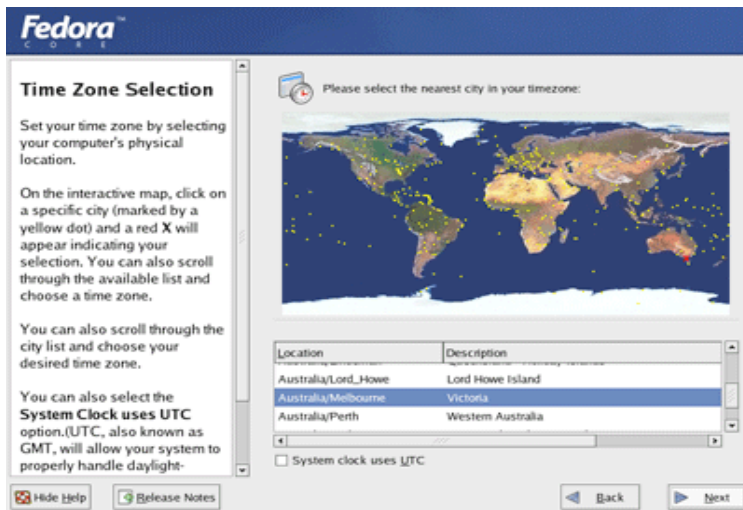 Fedora™
CORE
Time Zone Selection
Set your time zone by selecting
your computer's physical
location.
On the interactive map, click on
a specific city (marked by a
yellow dot) and a red X will
appear indicating your
selection. You can also scroll
through the available list and
choose a time zone.
You can also scroll through the
city list and choose your
desired time zone.
You can also select the
System Clock uses UTC
option.(UTC, also known as
GMT, will allow your system to
properly handle daylight-
Please select the nearest city in your timezone:
Location Description
Australia/Lord_Howe Lord Howe Island
Australia/Melbourne Victoria
Australia/Perth Western Australia
System clock uses UTC
Hide Help Release Notes Back Next